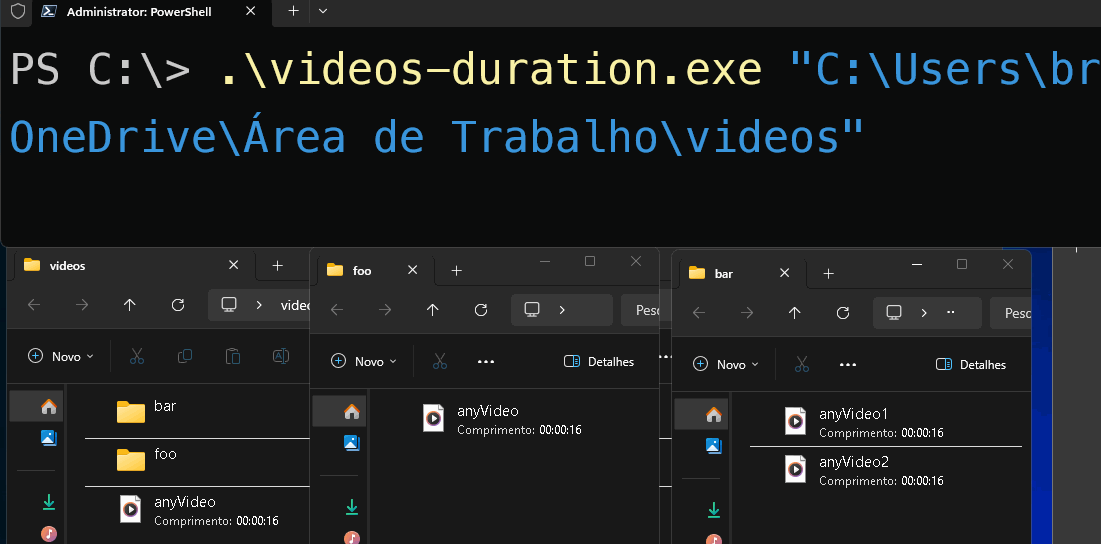 Administrator: PowerShell
PS C:\> .\videos-duration.exe "C:\Users\br
OneDrive\Área de Trabalho\videos"
videos
video
Novo
bar
foo
anyVideo
Comprimento: 00:00:16
foo
Pesc
Novo
Detalhes
anyVideo
Comprimento: 00:00:16
bar
Pesc
Novo
Detalhes
anyVideo1
Comprimento: 00:00:16
anyVideo2
Comprimento: 00:00:16